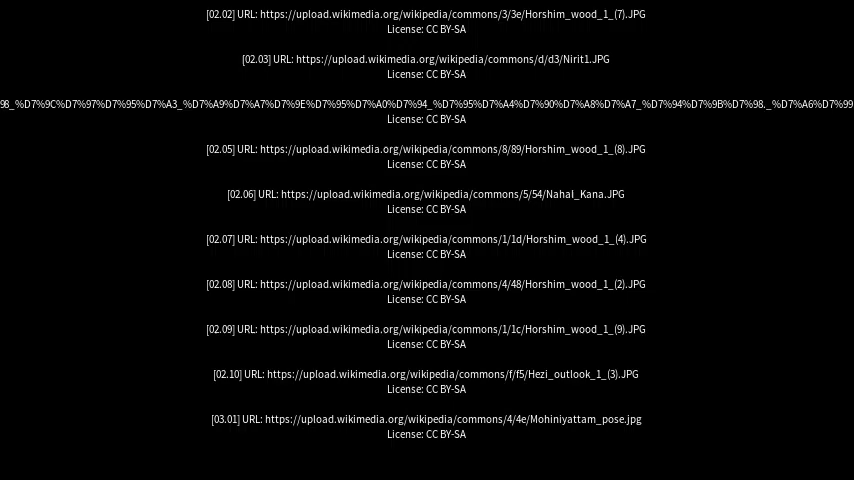 [02.02] URL: https://upload.wikimedia.org/wikipedia/commons/3/3e/Horshim_wood_1_(7).JPG
License: CC BY-SA
[02.03] URL: https://upload.wikimedia.org/wikipedia/commons/d/d3/Nirit1.JPG
License: CC BY-SA
98_%D7%9C%D7%97%D7%95%D7%A3_%D7%A9%D7%A7%D7%9E%D7%95%D7%A0%D7%94_%D7%95%D7%A4%D7%90%D7%A8%D7%A7_%D7%94%D7%9B%D7%98._%D7%A6%D7%99
License: CC BY-SA
[02.05] URL: https://upload.wikimedia.org/wikipedia/commons/8/89/Horshim_wood_1_(8).JPG
License: CC BY-SA
[02.06] URL: https://upload.wikimedia.org/wikipedia/commons/5/54/Nahal_Kana.JPG
License: CC BY-SA
[02.07] URL: https://upload.wikimedia.org/wikipedia/commons/1/1d/Horshim_wood_1_(4).JPG
License: CC BY-SA
[02.08] URL: https://upload.wikimedia.org/wikipedia/commons/4/48/Horshim_wood_1_(2).JPG
License: CC BY-SA
[02.09] URL: https://upload.wikimedia.org/wikipedia/commons/1/1c/Horshim_wood_1_(9).JPG
License: CC BY-SA
[02.10] URL: https://upload.wikimedia.org/wikipedia/commons/f/f5/Hezi_outlook_1_(3).JPG
License: CC BY-SA
[03.01] URL: https://upload.wikimedia.org/wikipedia/commons/4/4e/Mohiniyattam_pose.jpg
License: CC BY-SA